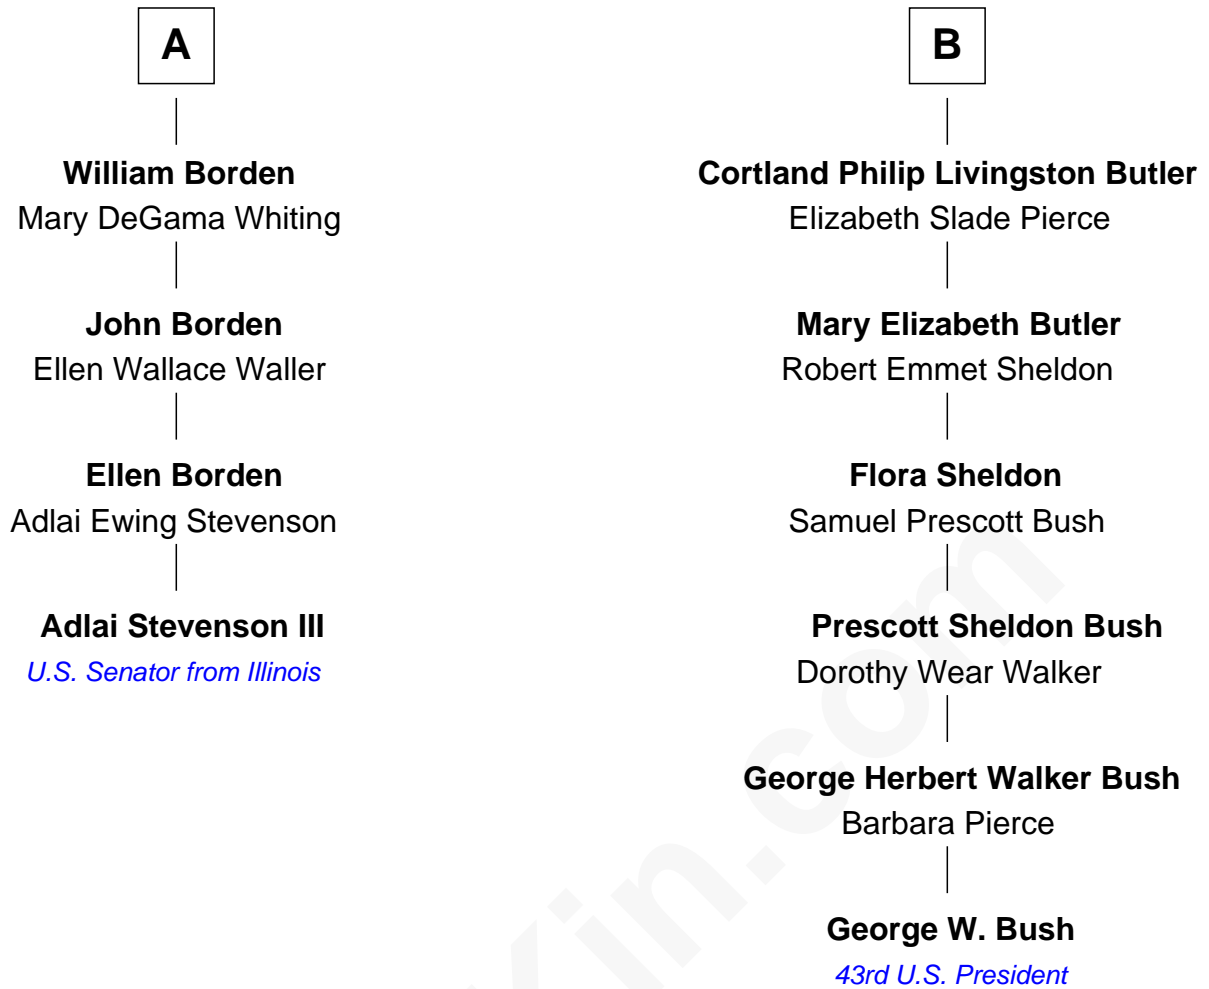 A
William Borden
Mary DeGama Whiting
John Borden
Ellen Wallace Waller
Ellen Borden
Adlai Ewing Stevenson
Adlai Stevenson III
U.S. Senator from Illinois
B
Cortland Philip Livingston Butler
Elizabeth Slade Pierce
Mary Elizabeth Butler
Robert Emmet Sheldon
Flora Sheldon
Samuel Prescott Bush
Prescott Sheldon Bush
Dorothy Wear Walker
George Herbert Walker Bush
Barbara Pierce
George W. Bush
43rd U.S. President
Kin.com